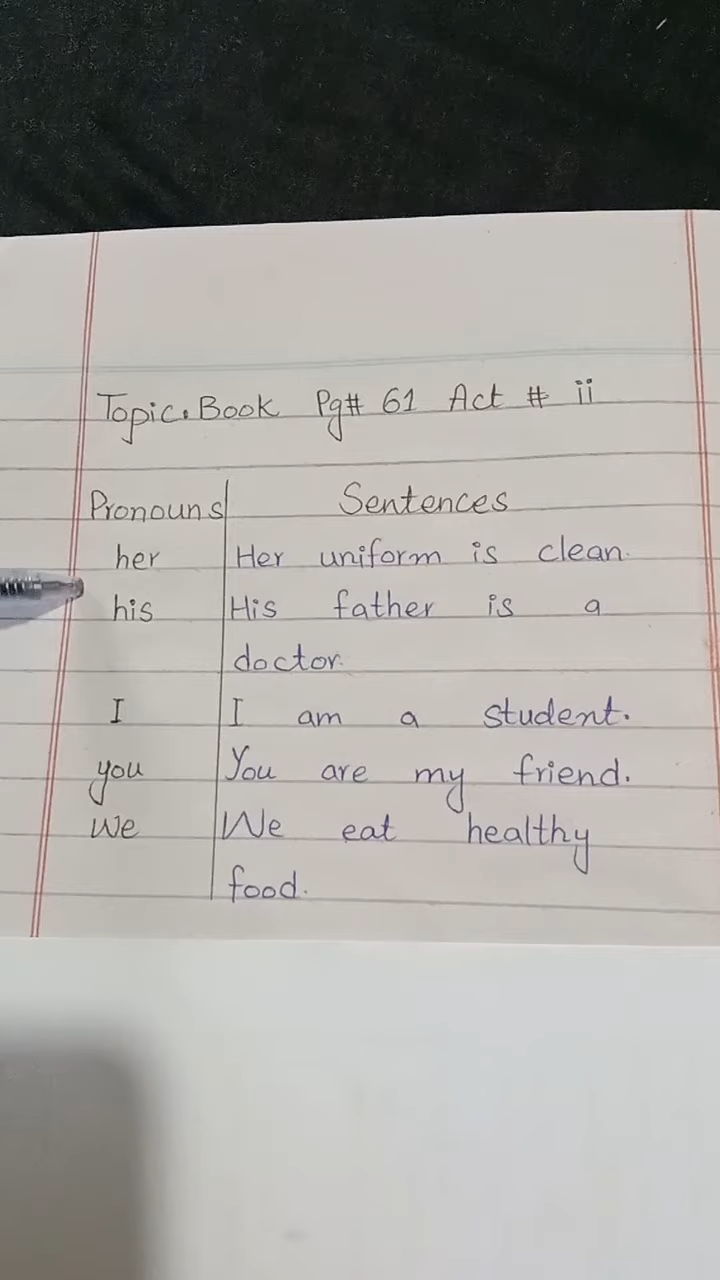 Topic. Book Pg# 61 Act # ii
Pronouns Sentences
her Her uniform is clean.
his His father is a
doctor.
I I am a student.
you You are my friend.
We We eat healthy
food.